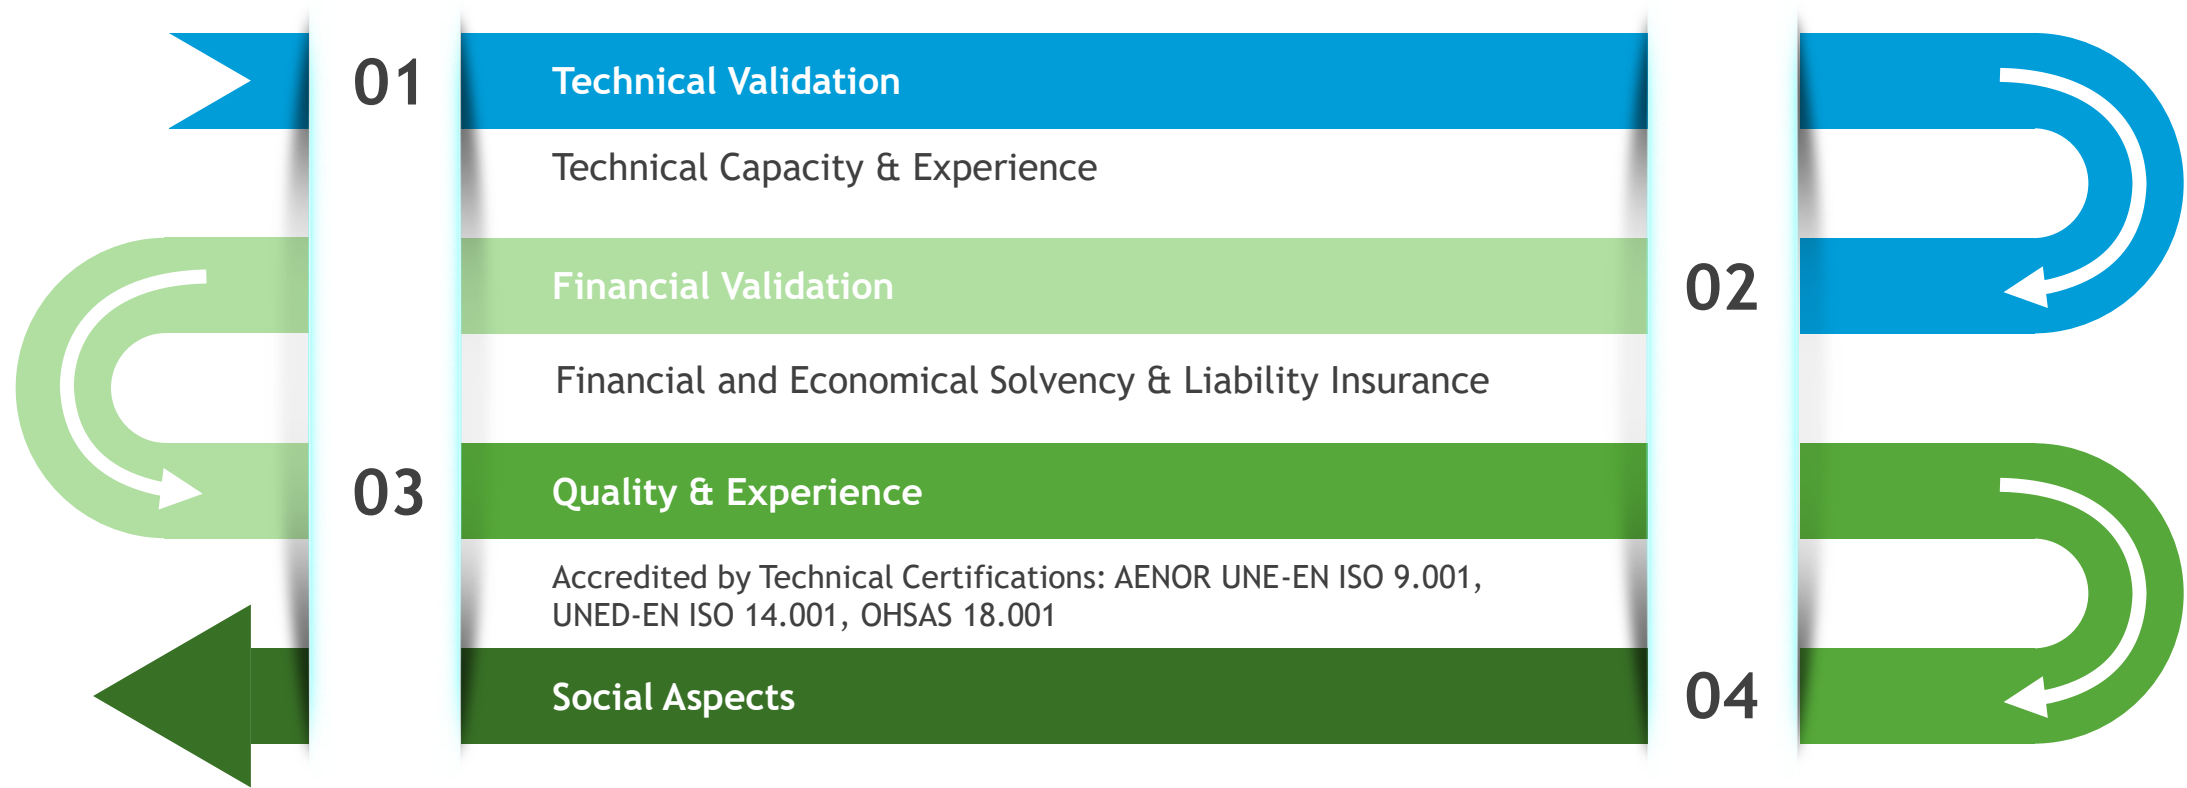 01
Technical Validation
Technical Capacity & Experience
Financial Validation
02
Financial and Economical Solvency & Liability Insurance
03
Quality & Experience
Accredited by Technical Certifications: AENOR UNE-EN ISO 9.001,
UNED-EN ISO 14.001, OHSAS 18.001
Social Aspects
04